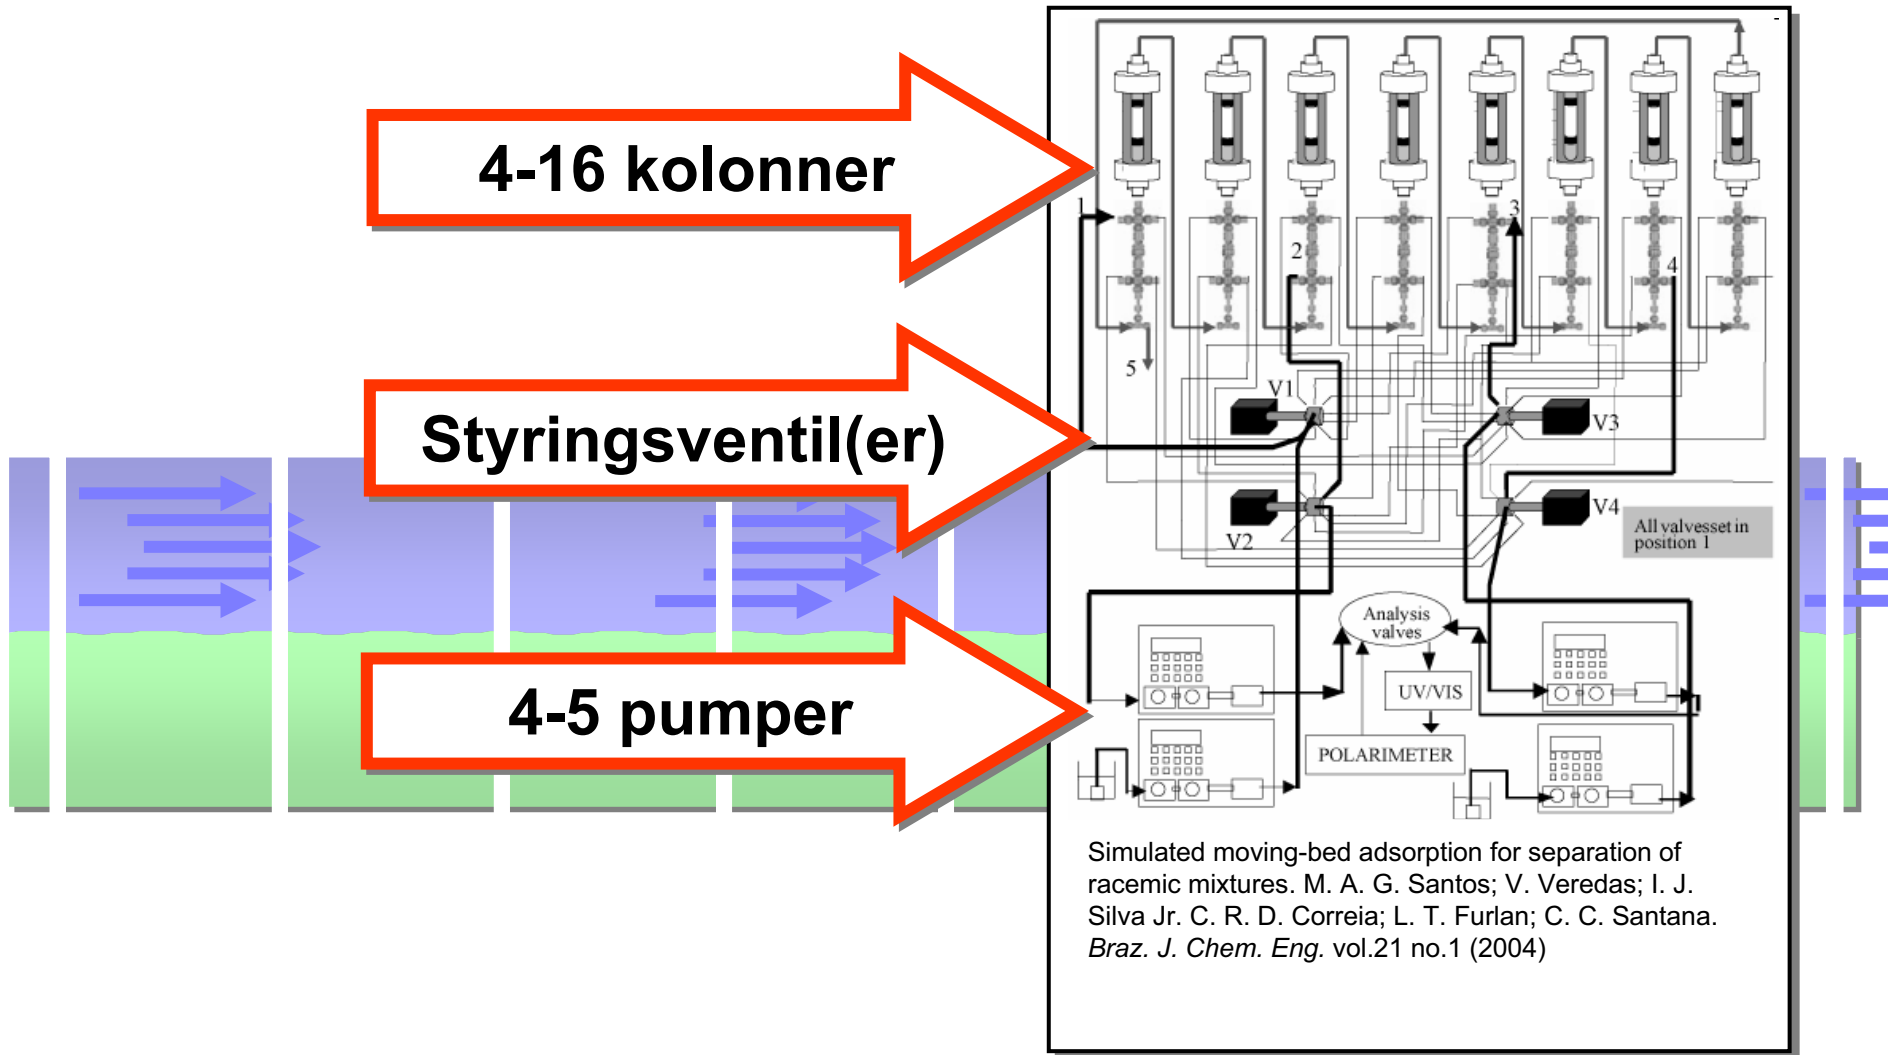 4-16 kolonner
Styringsventil(er)
4-5 pumper
1
2
3
4
5
V1
V3
V2
V4
All valvesset in
position 1
Analysis
valves
UV/VIS
POLARIMETER
Simulated moving-bed adsorption for separation of
racemic mixtures. M. A. G. Santos; V. Veredas; I. J.
Silva Jr. C. R. D. Correia; L. T. Furlan; C. C. Santana.
Braz. J. Chem. Eng. vol.21 no.1 (2004)